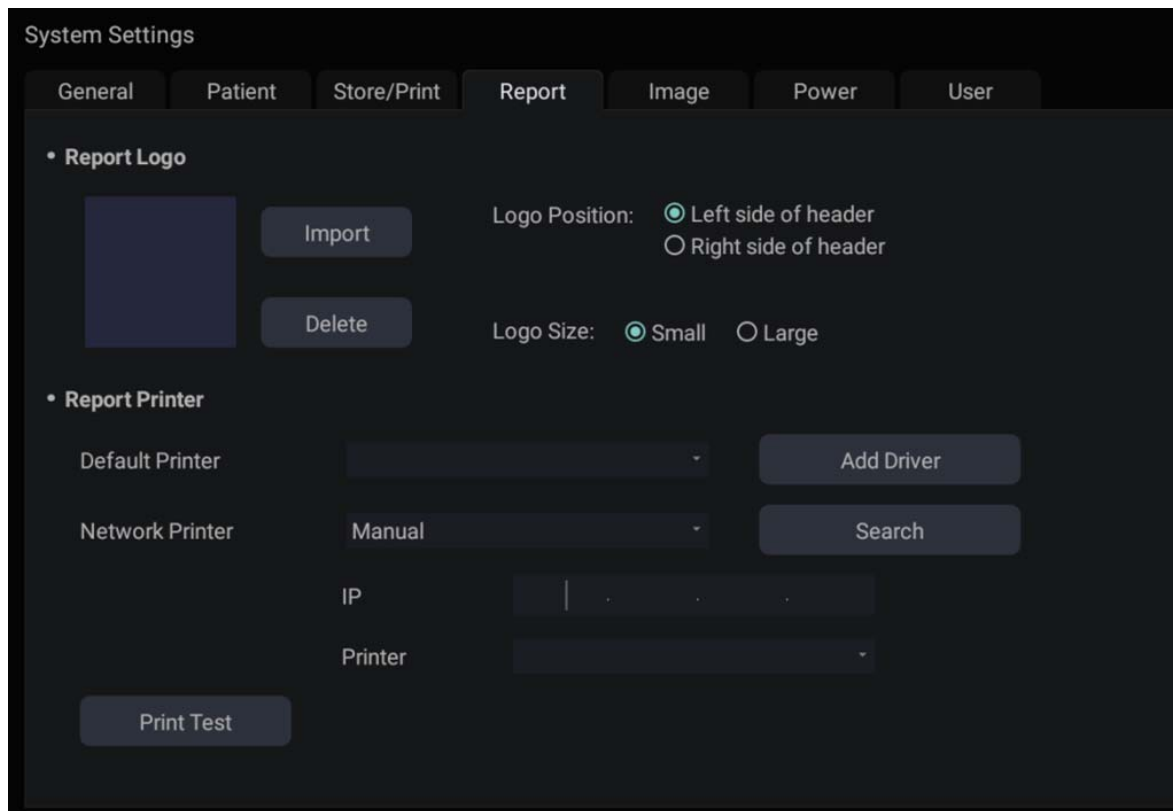 System Settings
General Patient Store/Print Report Image Power User
• Report Logo
Import
Delete
Logo Position: Left side of header
Right side of header
Logo Size: Small Large
• Report Printer
Default Printer Add Driver
Network Printer Manual Search
IP . . .
Printer
Print Test